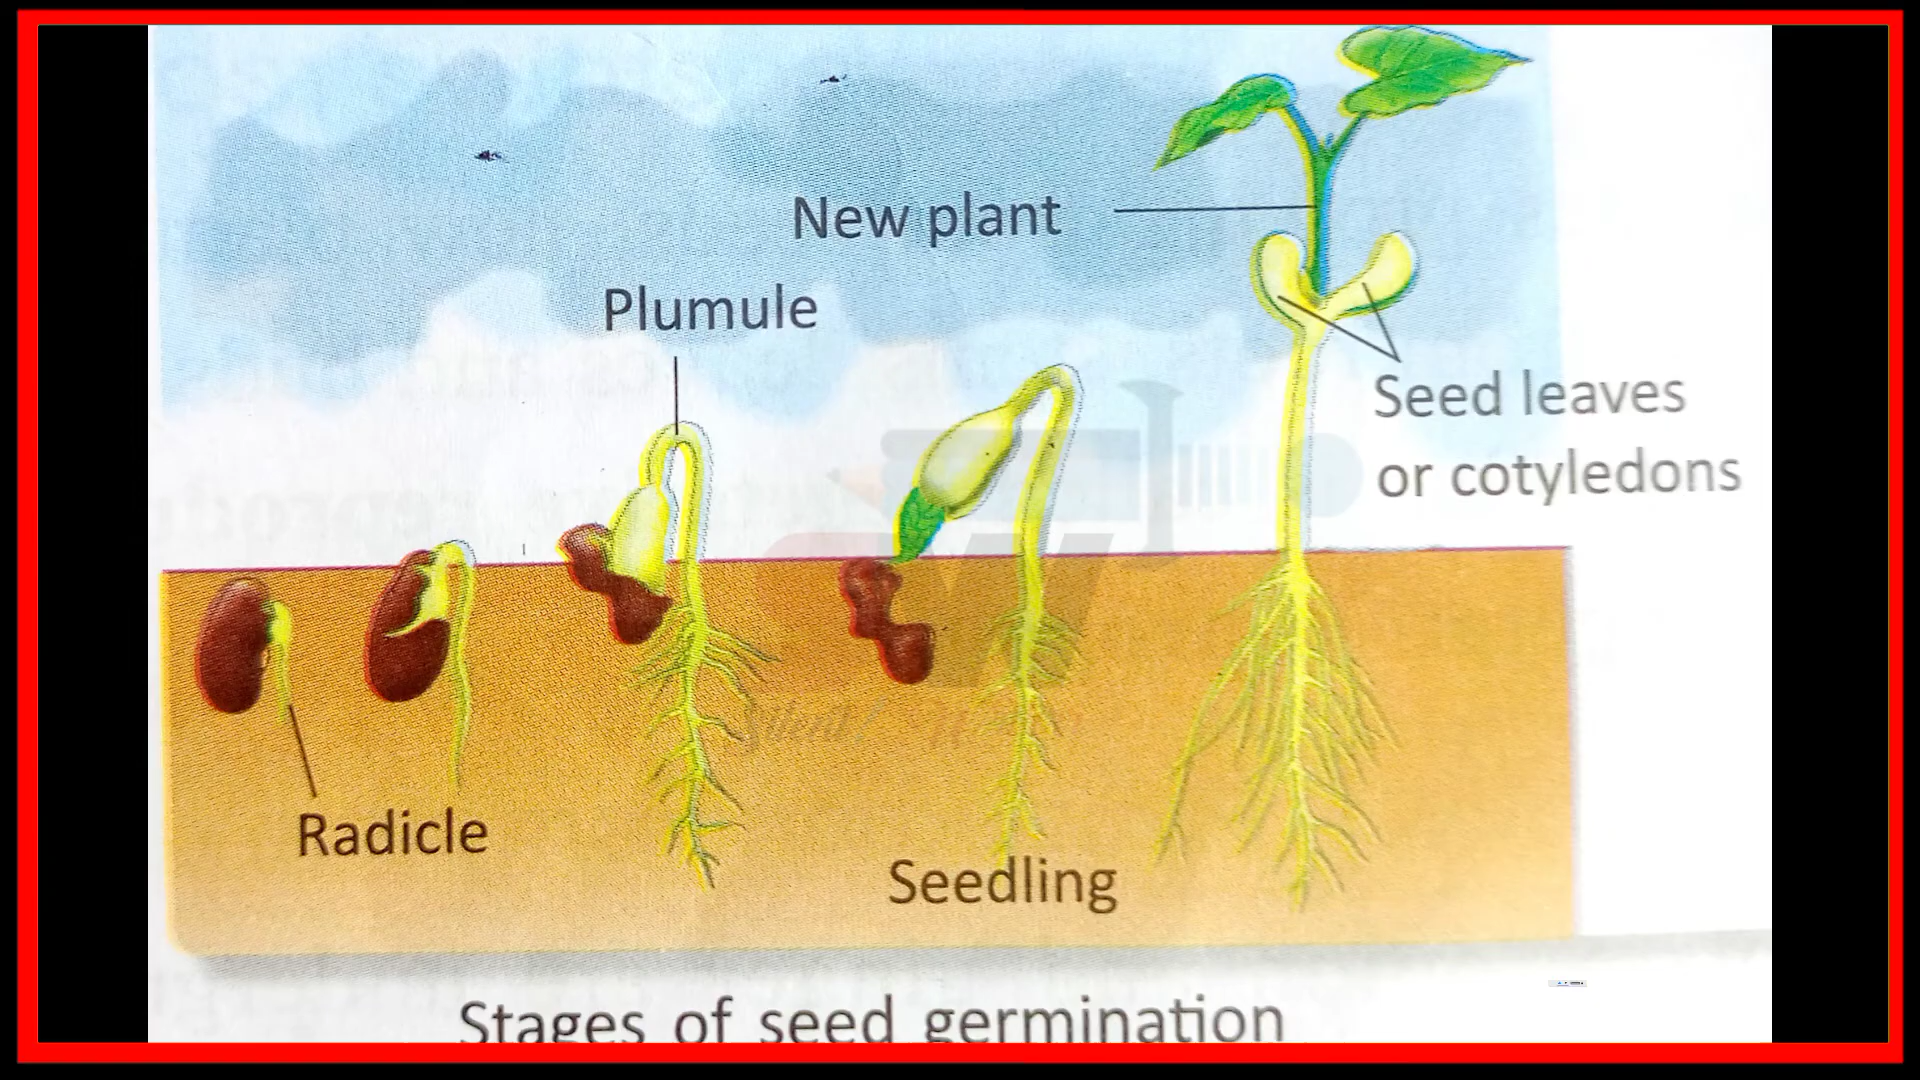 New plant
Plumule
Seed leaves
or cotyledons
Radicle
Seedling
Stages of seed germination